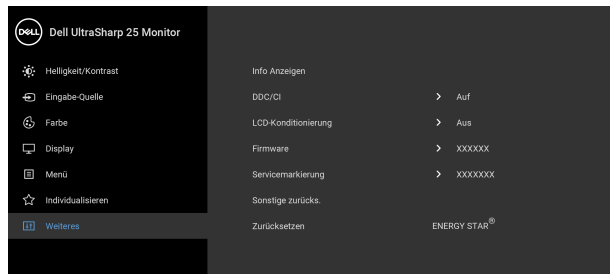 DELL Dell UltraSharp 25 Monitor
Helligkeit/Kontrast
Info Anzeigen
Eingabe-Quelle
DDC/CI > Auf
Farbe
LCD-Konditionierung > Aus
Display
Firmware > XXXXXX
Menü
Servicemarkierung > XXXXXXX
Individualisieren
Sonstige zurücks.
Weiteres
Zurücksetzen ENERGY STAR®